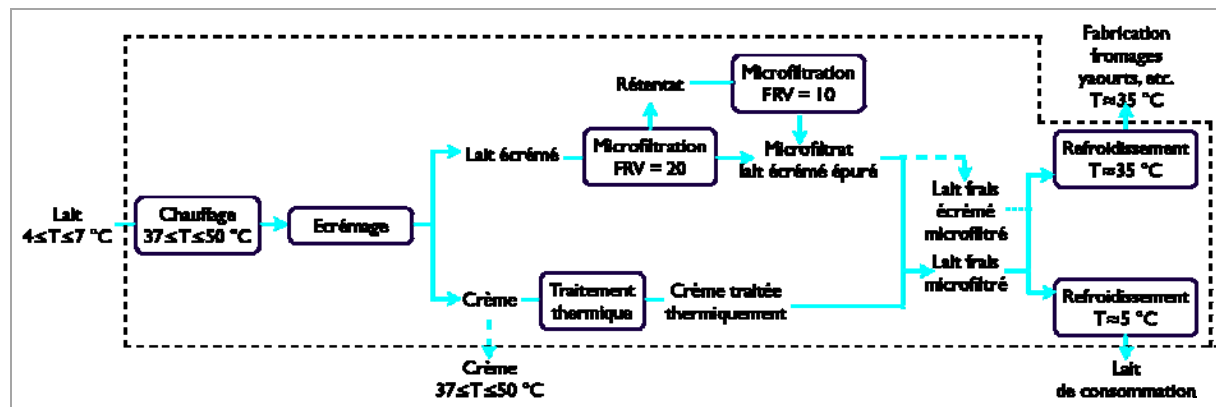 Fabrication
fromages
yaourts, etc.
T≈35 °C
Microfiltration
FRV = 10
Rétentat
Lait écrémé
Microfiltration
FRV = 20
Microfiltrat
lait écrémé épuré
Refroidissement
T≈35 °C
Lait frais
écrémé
microfiltré
Lait
4≤T≤7 °C
Chauffage
37≤T≤50 °C
Ecrémage
Lait frais
microfiltré
Crème
Traitement
thermique
Crème traitée
thermiquement
Refroidissement
T≈5 °C
Crème
37≤T≤50 °C
Lait
de consommation